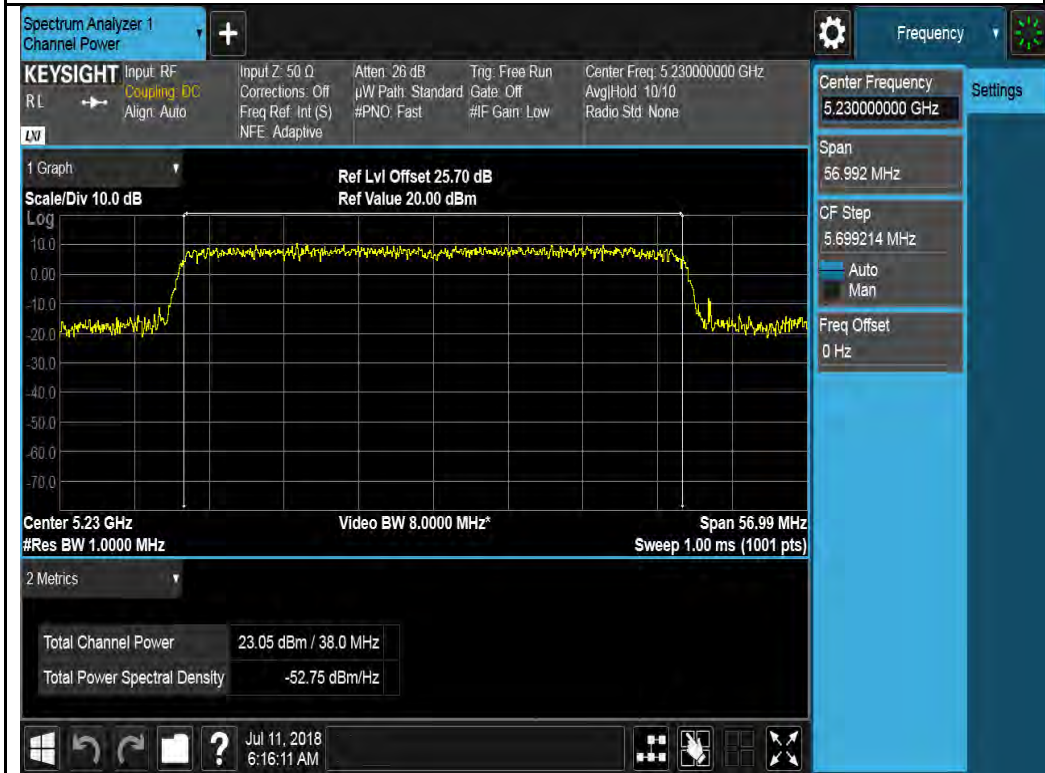 Spectrum Analyzer 1
Channel Power
+
Frequency
KEYSIGHT Input: RF
RL
Coupling: DC
Align: Auto
LXI
Input Z: 50 Ω
Corrections: Off
Freq Ref: Int (S)
NFE: Adaptive
Atten: 26 dB
µW Path: Standard
#PNO: Fast
Trig: Free Run
Gate: Off
#IF Gain: Low
Center Freq: 5.230000000 GHz
Avg|Hold: 10/10
Radio Std: None
Center Frequency
5.230000000 GHz
Settings
Span
56.992 MHz
CF Step
5.699214 MHz
Auto
Man
Freq Offset
0 Hz
1 Graph
Scale/Div 10.0 dB
Ref Lvl Offset 25.70 dB
Ref Value 20.00 dBm
Log
10.0
0.00
-10.0
-20.0
-30.0
-40.0
-50.0
-60.0
-70.0
Center 5.23 GHz
Video BW 8.0000 MHz*
Span 56.99 MHz
#Res BW 1.0000 MHz
Sweep 1.00 ms (1001 pts)
2 Metrics
Total Channel Power 23.05 dBm / 38.0 MHz
Total Power Spectral Density -52.75 dBm/Hz
?
Jul 11, 2018
6:16:11 AM